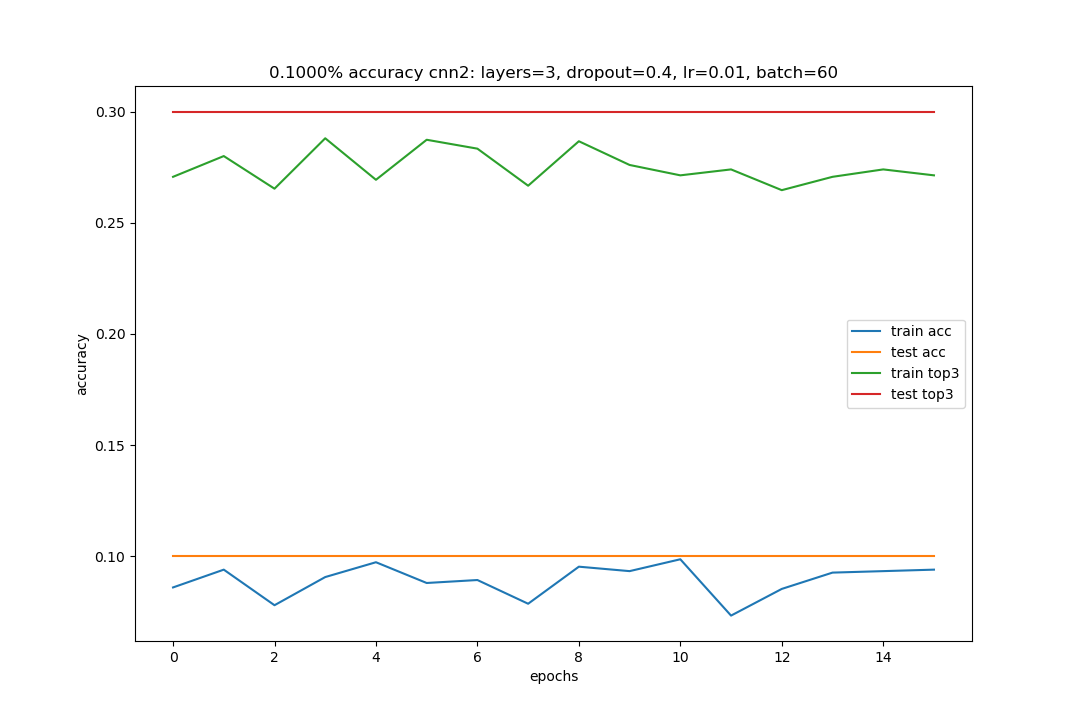 0.1000% accuracy cnn2: layers=3, dropout=0.4, lr=0.01, batch=60
0.30
0.25
0.20
0.15
0.10
accuracy
train acc
test acc
train top3
test top3
0 2 4 6 8 10 12 14
epochs